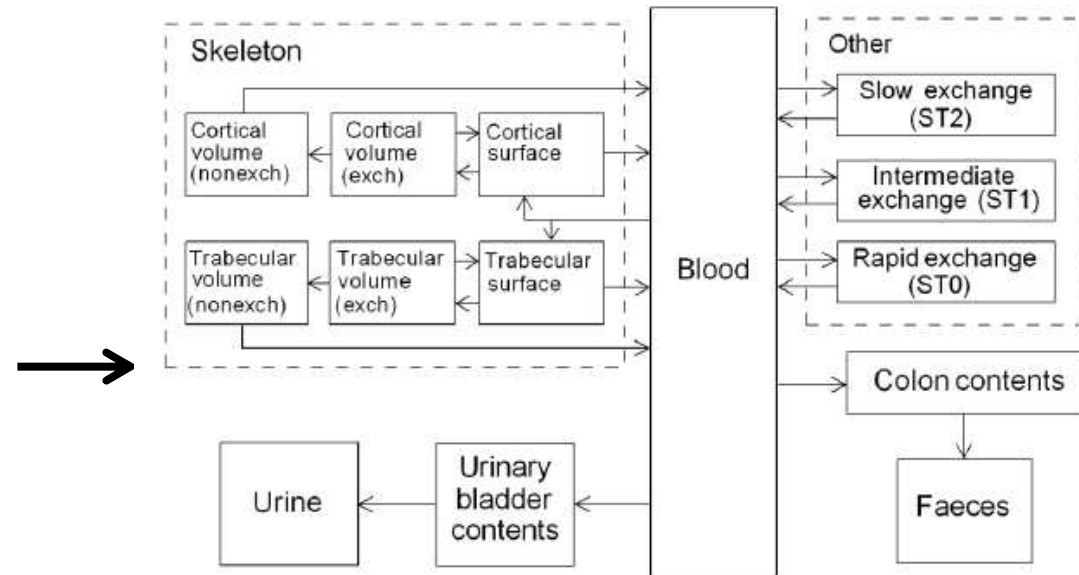 Skeleton
Cortical
volume
(nonexch)
Cortical
volume
(exch)
Cortical
surface
Trabecular
volume
(nonexch)
Trabecular
volume
(exch)
Trabecular
surface
Blood
Other
Slow exchange
(ST2)
Intermediate
exchange (ST1)
Rapid exchange
(ST0)
Colon contents
Faeces
Urinary
bladder
contents
Urine